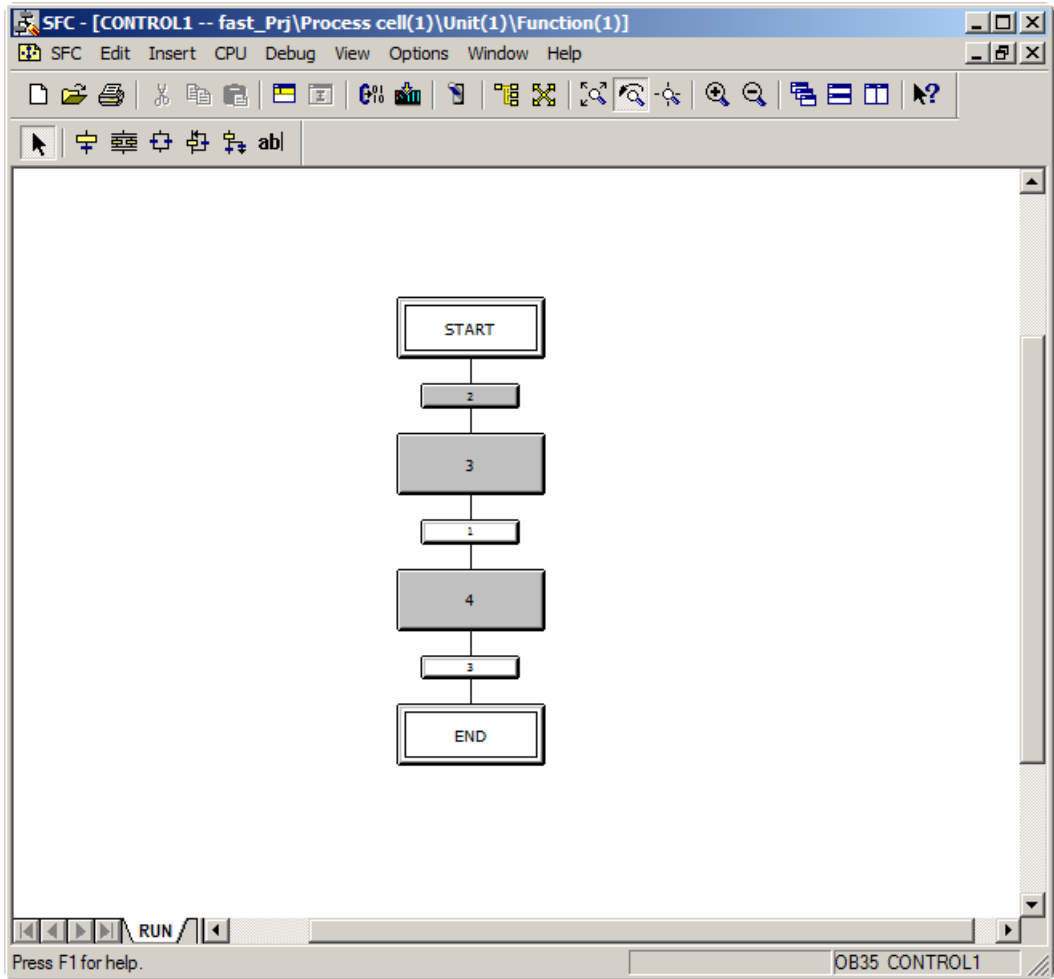 SFC - [CONTROL1 -- fast_Prj\Process cell(1)\Unit(1)\Function(1)]
SFC Edit Insert CPU Debug View Options Window Help
ab|
START
2
3
1
4
3
END
RUN
Press F1 for help.
OB35 CONTROL1